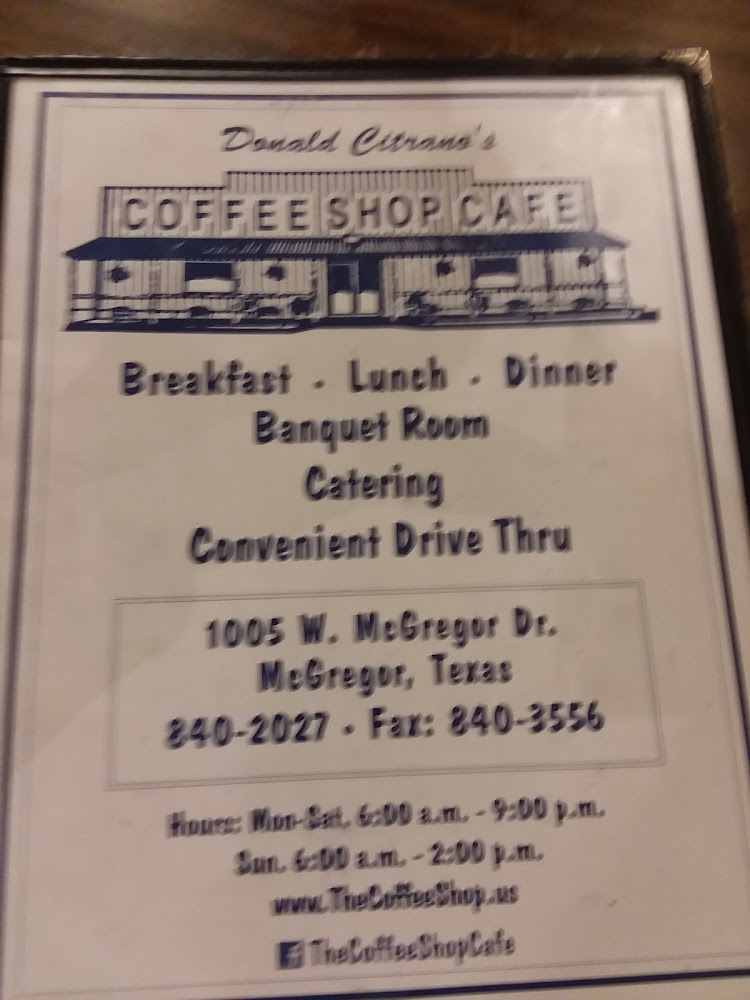 Donald Citrano's
COFFEE SHOP CAFE
Breakfast . Lunch . Dinner
Banquet Room
Catering
Convenient Drive Thru
1005 W. McGregor Dr.
McGregor, Texas
840-2027 • Fax: 840-3556
Hours: Mon-Sat. 6:00 a.m. - 9:00 p.m.
Sun. 6:00 a.m. - 2:00 p.m.
www.TheCoffeeShop.us
f TheCoffeeShopCafe